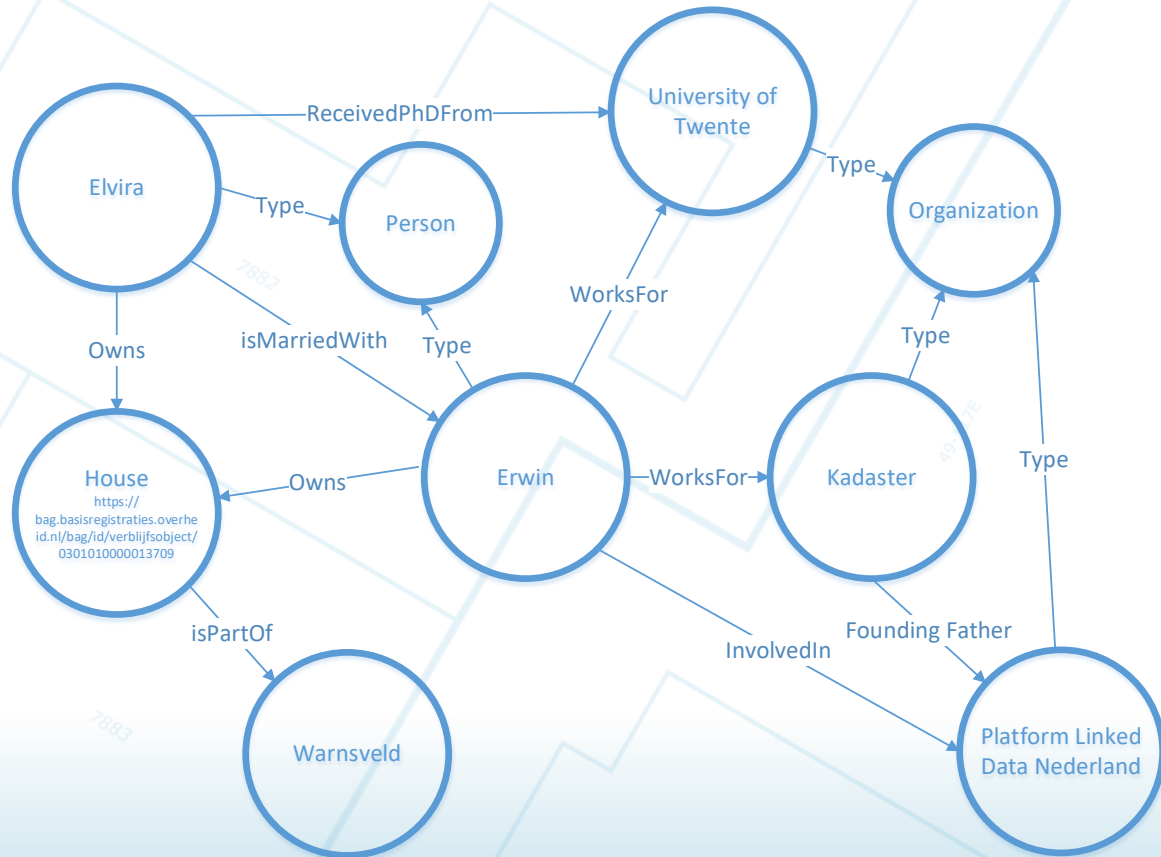 University of
Twente
ReceivedPhDFrom
Elvira
Type
Type
Person
Organization
7882
WorksFor
isMarriedWith
Type
Type
Owns
House
https://
bag.basisregistraties.overhe
id.nl/bag/id/verblijfsobject/
0301010000013709
Owns
Erwin
WorksFor
Kadaster
Type
isPartOf
Founding Father
InvolvedIn
7883
Warnsveld
Platform Linked
Data Nederland